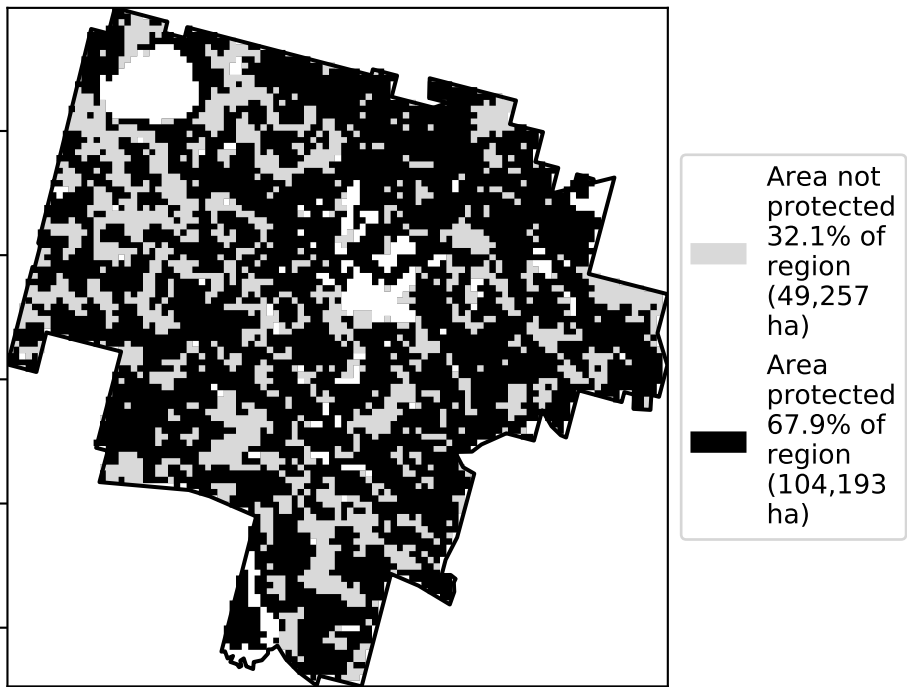 Area not
protected
32.1% of
region
(49,257
ha)
Area
protected
67.9% of
region
(104,193
ha)